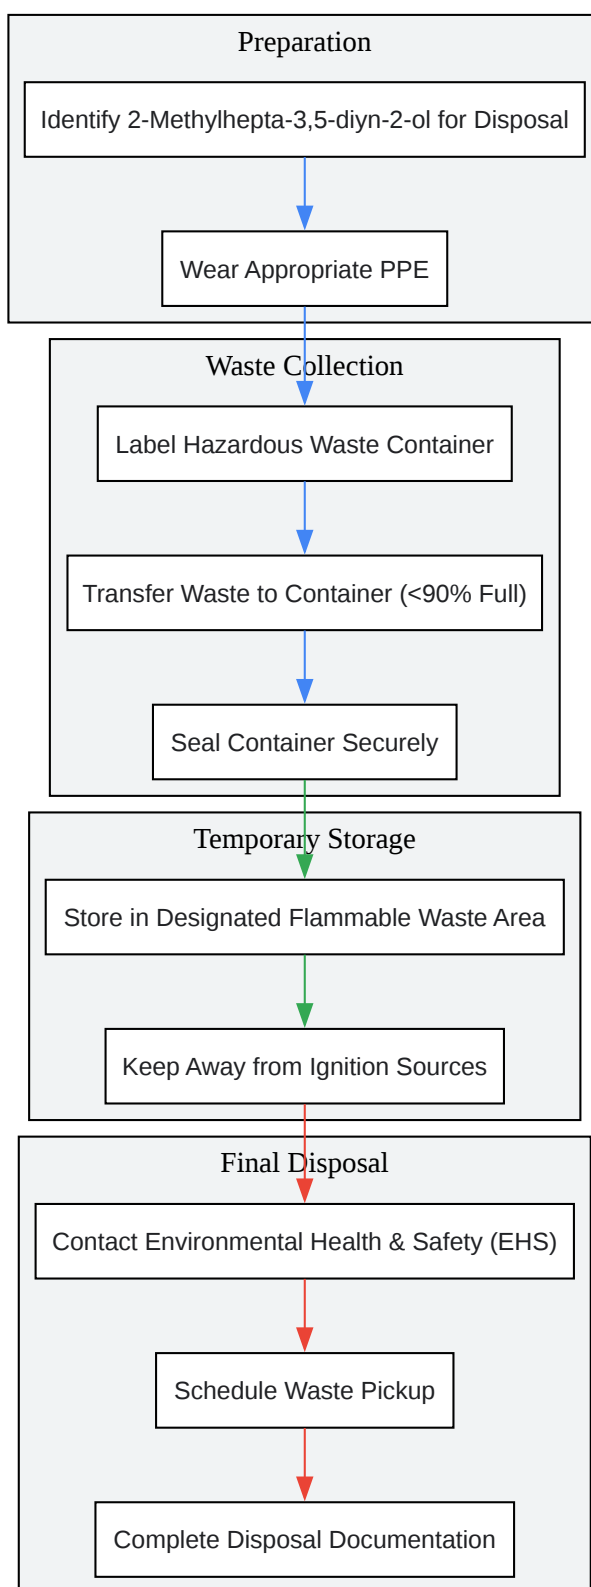 Preparation
Identify 2-Methylhepta-3,5-diyn-2-ol for Disposal
Wear Appropriate PPE
Waste Collection
Label Hazardous Waste Container
Transfer Waste to Container (<90% Full)
Seal Container Securely
Temporary Storage
Store in Designated Flammable Waste Area
Keep Away from Ignition Sources
Final Disposal
Contact Environmental Health & Safety (EHS)
Schedule Waste Pickup
Complete Disposal Documentation